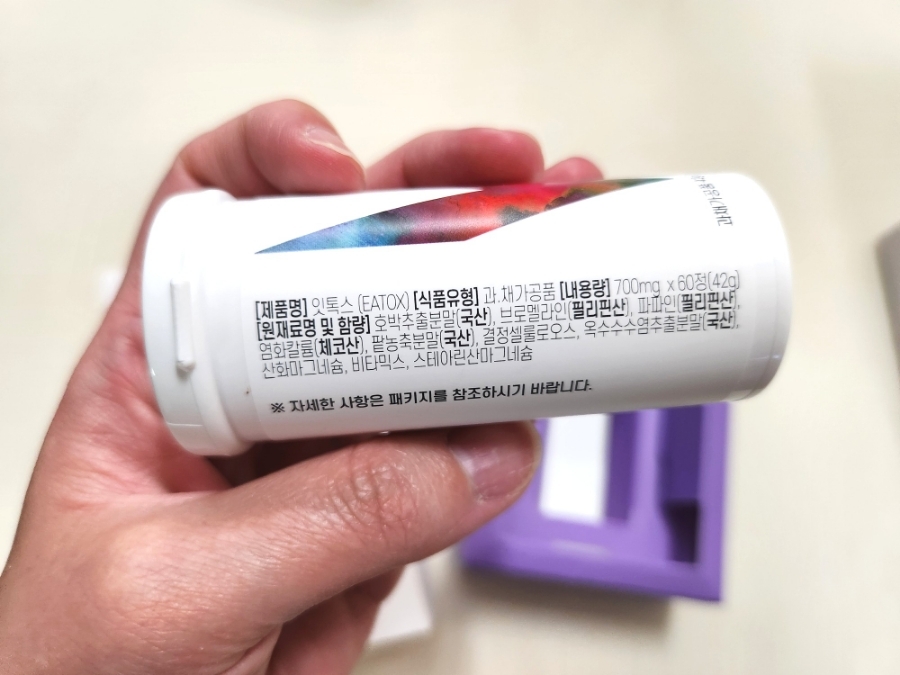 [제품명] 잇톡스 (EATOX) [식품유형] 과.채가공품 [내용량] 700mg x 60정(42g)
[원재료명 및 함량] 호박추출분말(국산), 브로멜라인(필리핀산), 파파인(필리핀산),
염화칼륨(체코산), 팥농축분말(국산), 결정셀룰로오스, 옥수수수염추출분말(국산),
산화마그네슘, 비타믹스, 스테아린산마그네슘
※ 자세한 사항은 패키지를 참조하시기 바랍니다.